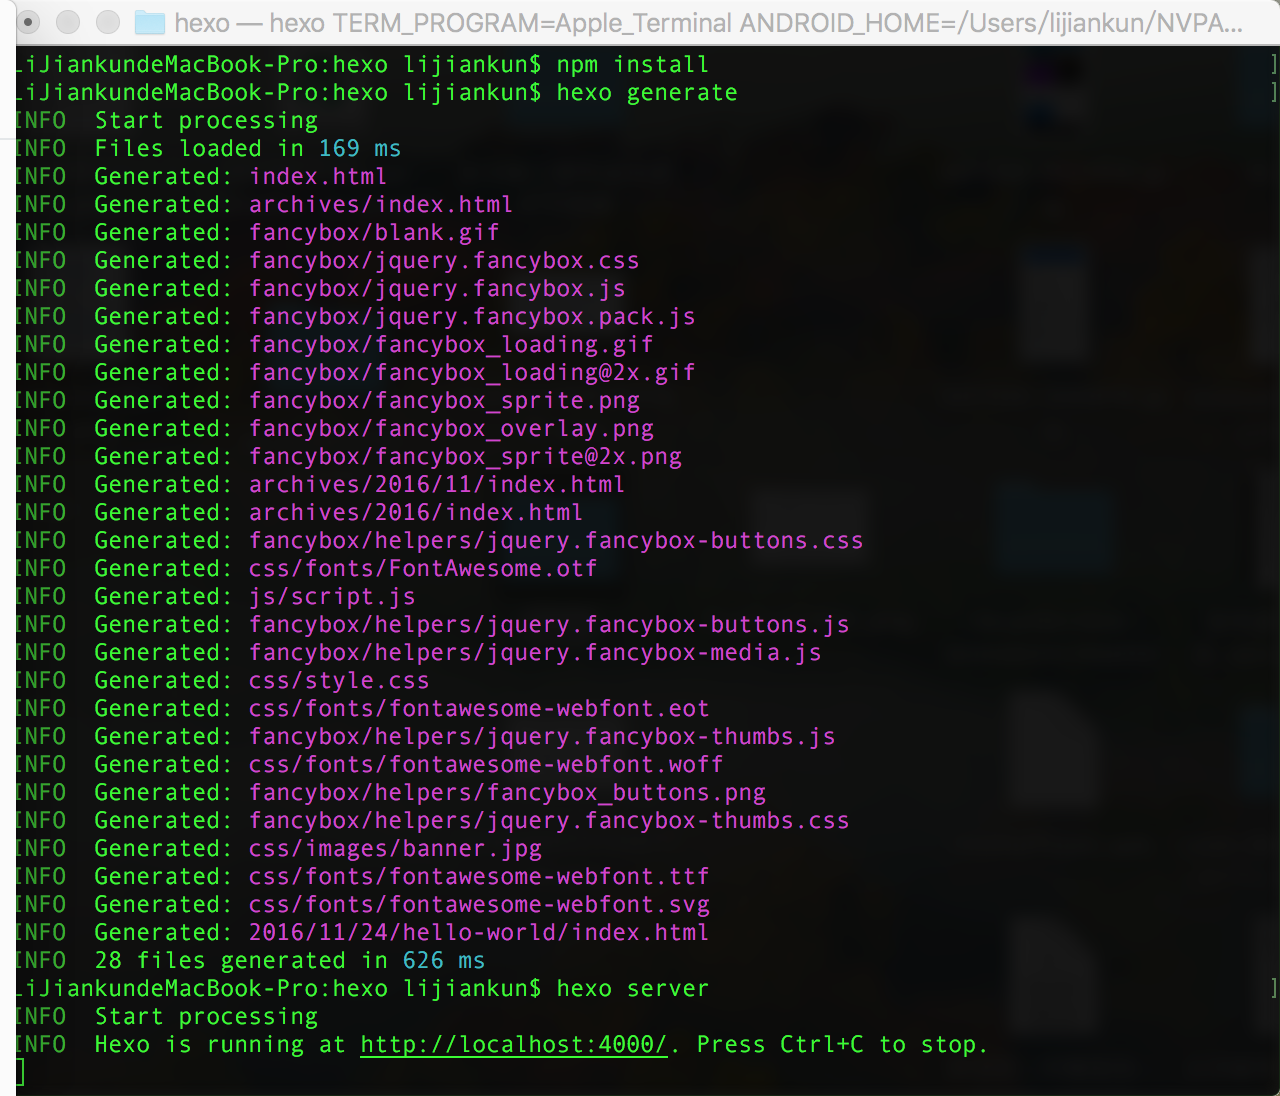 hexo — hexo TERM_PROGRAM=Apple_Terminal ANDROID_HOME=/Users/lijiankun/NVPA...
LiJiankundeMacBook-Pro:hexo lijiankun$ npm install
LiJiankundeMacBook-Pro:hexo lijiankun$ hexo generate
INFO  Start processing
INFO  Files loaded in 169 ms
INFO  Generated: index.html
INFO  Generated: archives/index.html
INFO  Generated: fancybox/blank.gif
INFO  Generated: fancybox/jquery.fancybox.css
INFO  Generated: fancybox/jquery.fancybox.js
INFO  Generated: fancybox/jquery.fancybox.pack.js
INFO  Generated: fancybox/fancybox_loading.gif
INFO  Generated: fancybox/fancybox_loading@2x.gif
INFO  Generated: fancybox/fancybox_sprite.png
INFO  Generated: fancybox/fancybox_overlay.png
INFO  Generated: fancybox/fancybox_sprite@2x.png
INFO  Generated: archives/2016/11/index.html
INFO  Generated: archives/2016/index.html
INFO  Generated: fancybox/helpers/jquery.fancybox-buttons.css
INFO  Generated: css/fonts/FontAwesome.otf
INFO  Generated: js/script.js
INFO  Generated: fancybox/helpers/jquery.fancybox-buttons.js
INFO  Generated: fancybox/helpers/jquery.fancybox-media.js
INFO  Generated: css/style.css
INFO  Generated: css/fonts/fontawesome-webfont.eot
INFO  Generated: fancybox/helpers/jquery.fancybox-thumbs.js
INFO  Generated: css/fonts/fontawesome-webfont.woff
INFO  Generated: fancybox/helpers/fancybox_buttons.png
INFO  Generated: fancybox/helpers/jquery.fancybox-thumbs.css
INFO  Generated: css/images/banner.jpg
INFO  Generated: css/fonts/fontawesome-webfont.ttf
INFO  Generated: css/fonts/fontawesome-webfont.svg
INFO  Generated: 2016/11/24/hello-world/index.html
INFO  28 files generated in 626 ms
LiJiankundeMacBook-Pro:hexo lijiankun$ hexo server
INFO  Start processing
INFO  Hexo is running at http://localhost:4000/. Press Ctrl+C to stop.